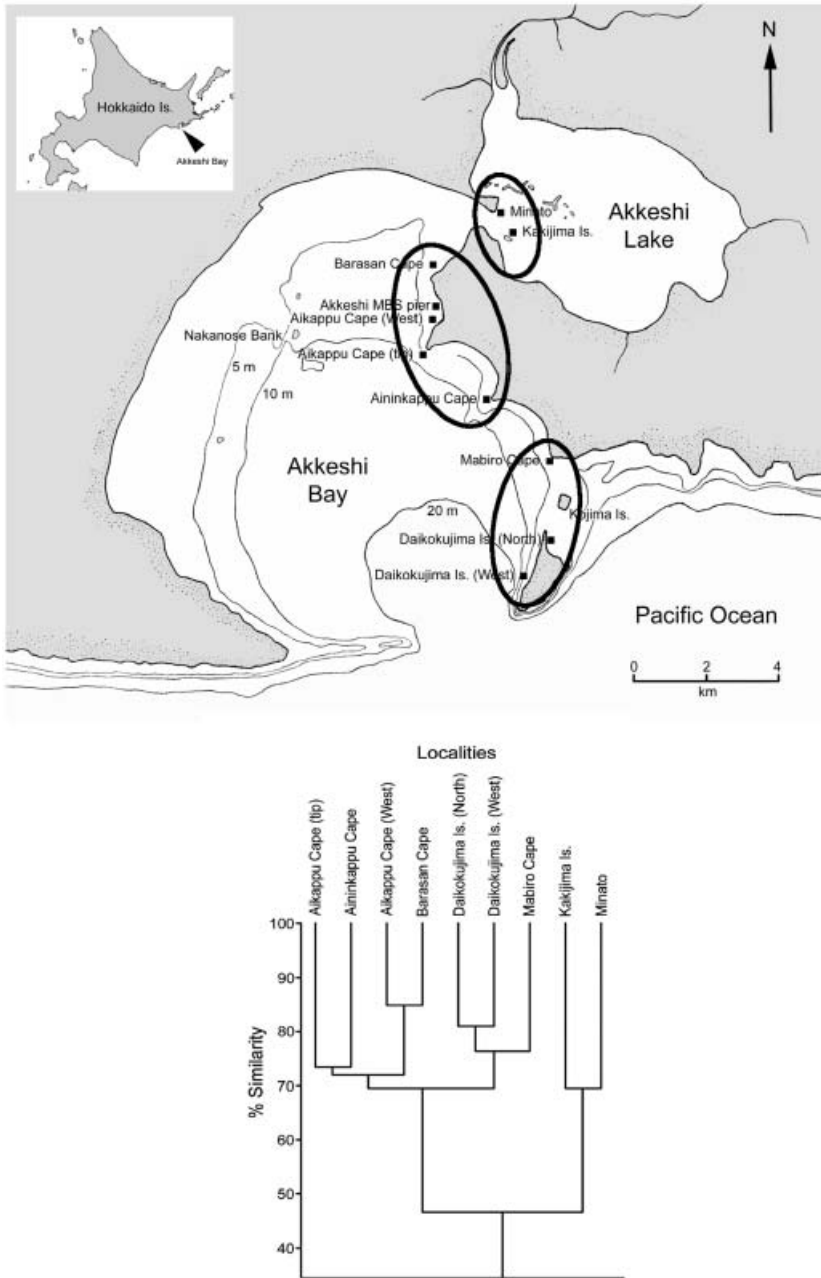 Hokkaido Is.
Akkeshi Bay
N
Minato
Kakijima Is.
Akkeshi
Lake
Barasan Cape
Akkeshi MBS pier
Aikappu Cape (West)
Nakanose Bank
Aikappu Cape (tip)
5 m
10 m
Aininkappu Cape
Akkeshi
Bay
Mabiro Cape
20 m
Kojima Is.
Daikokujima Is. (North)
Daikokujima Is. (West)
Pacific Ocean
0 2 4
km
Localities
Aikappu Cape (tip)
Aininkappu Cape
Aikappu Cape (West)
Barasan Cape
Daikokujima Is. (North)
Daikokujima Is. (West)
Mabiro Cape
Kakijima Is.
Minato
% Similarity
100
90
80
70
60
50
40